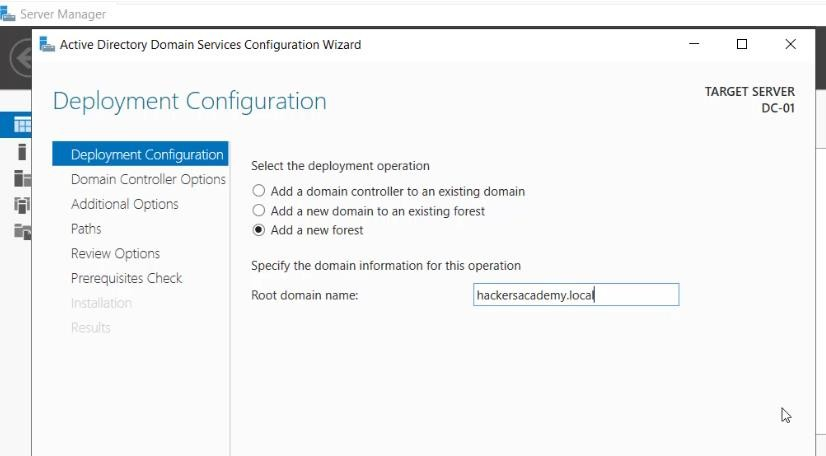 Server Manager
Active Directory Domain Services Configuration Wizard
Deployment Configuration
TARGET SERVER
DC-01
Deployment Configuration
Domain Controller Options
Additional Options
Paths
Review Options
Prerequisites Check
Installation
Results
Select the deployment operation
Add a domain controller to an existing domain
Add a new domain to an existing forest
Add a new forest
Specify the domain information for this operation
Root domain name: hackersacademy.local